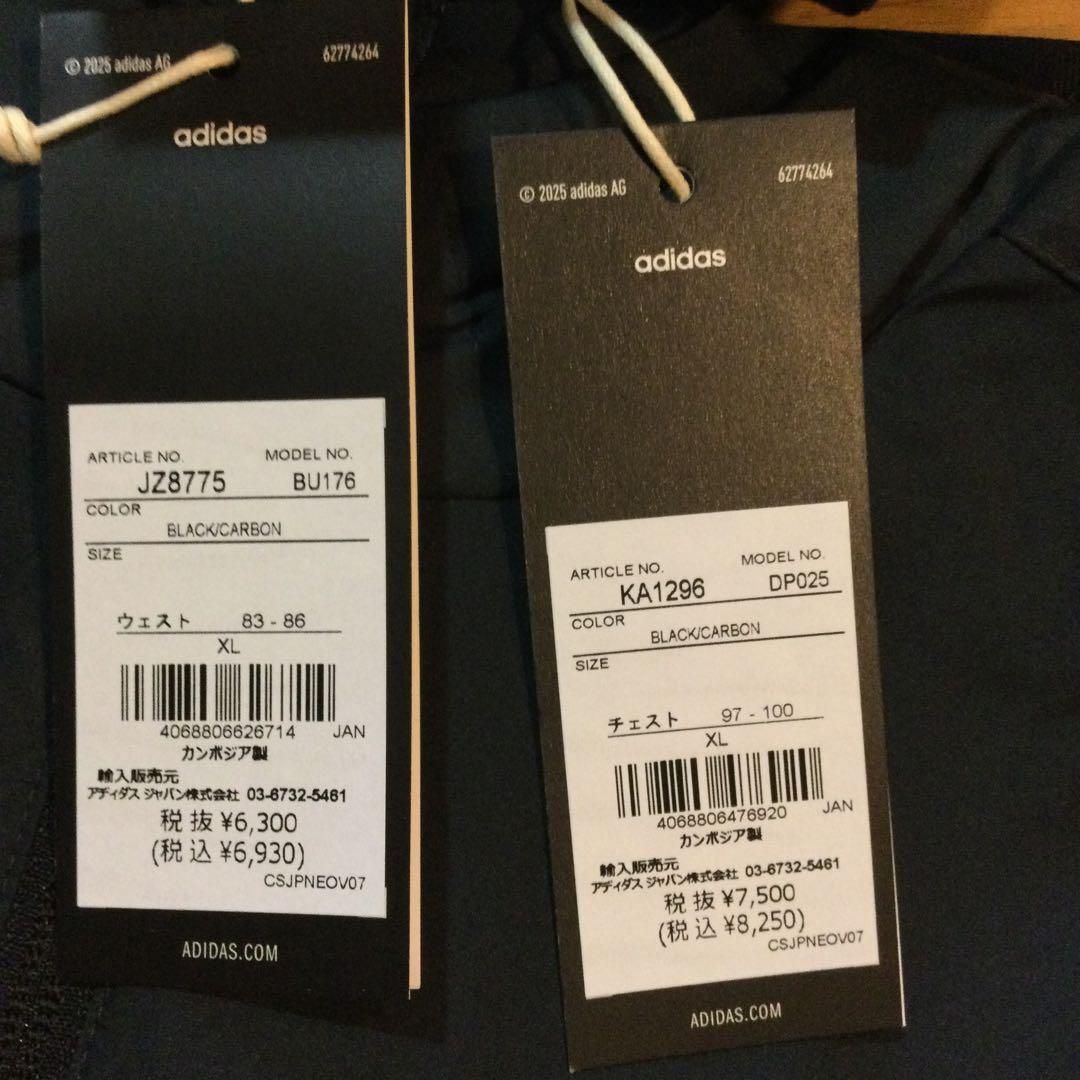 © 2025 adidas AG
62774264
adidas
ARTICLE NO. MODEL NO.
JZ8775 BU176
COLOR
BLACK/CARBON
SIZE
ウェスト 83 - 86
XL
4068806626714 JAN
カンボジア製
輸入販売元
アディダス ジャパン株式会社 03-6732-5461
税抜 ¥6,300
(税込 ¥6,930)
CSJPNEOV07
ADIDAS.COM
© 2025 adidas AG
62774264
adidas
ARTICLE NO. MODEL NO.
KA1296 DP025
COLOR
BLACK/CARBON
SIZE
チェスト 97 - 100
XL
4068806476920 JAN
カンボジア製
輸入販売元
アディダス ジャパン株式会社 03-6732-5461
税抜 ¥7,500
(税込 ¥8,250)
CSJPNEOV07
ADIDAS.COM